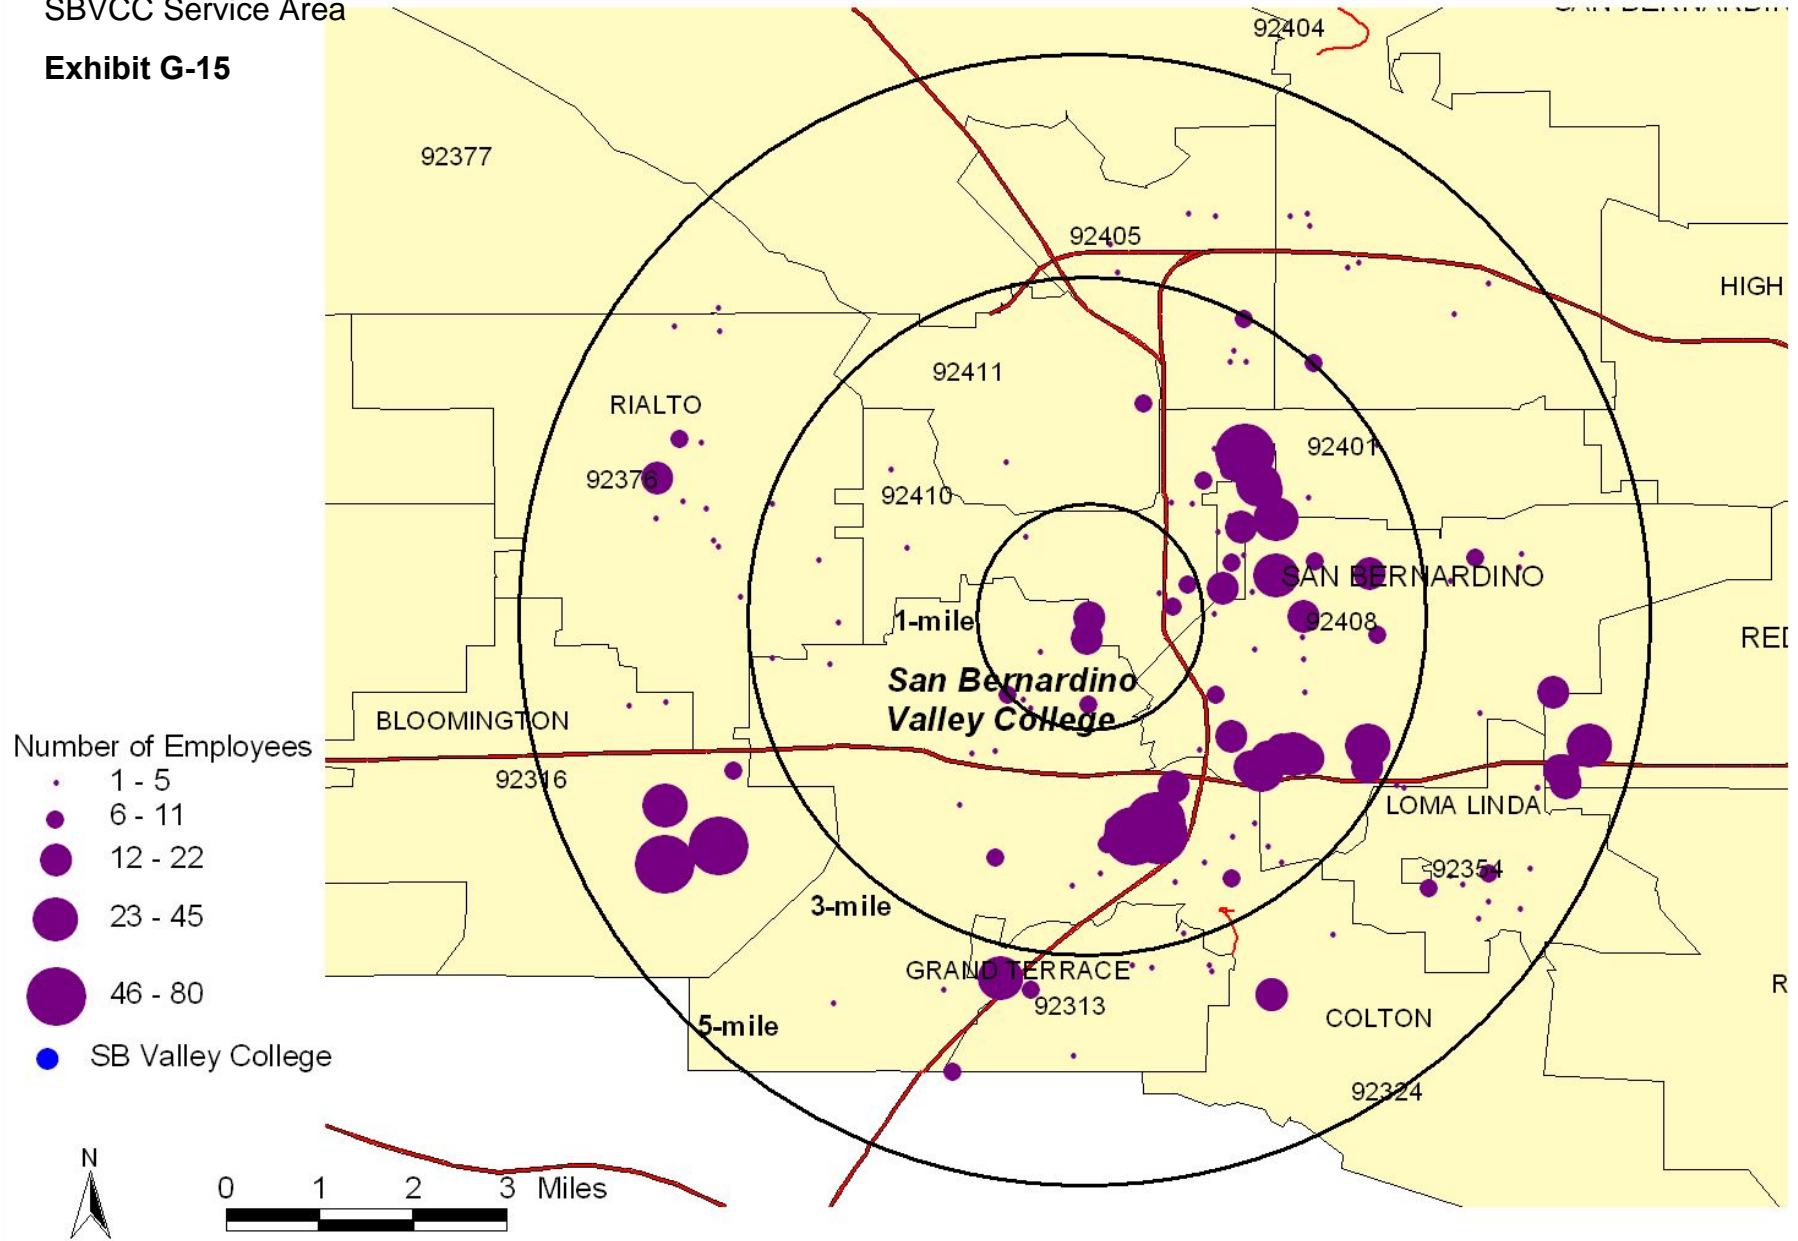 SBVCC Service Area
Exhibit G-15
92404
92377
92405
HIGH
92411
RIALTO
92401
92376
92410
SAN BERNARDINO
1-mile
92408
RED
San Bernardino
Valley College
BLOOMINGTON
92316
LOMA LINDA
92354
3-mile
GRAND TERRACE
92313
R
COLTON
5-mile
92324
Number of Employees
1 - 5
6 - 11
12 - 22
23 - 45
46 - 80
SB Valley College
N
0 1 2 3 Miles